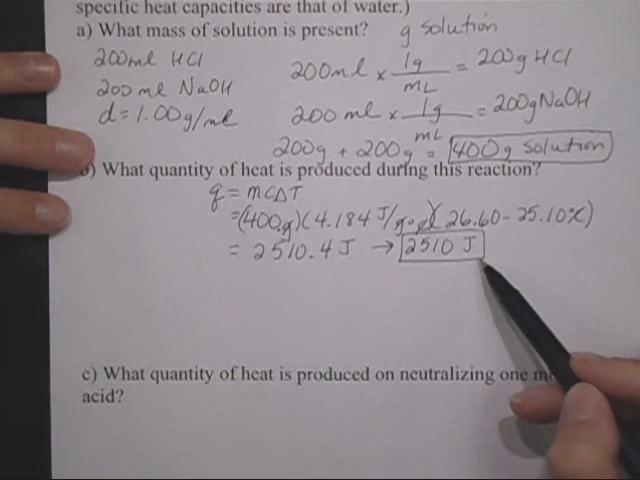 specific heat capacities are that of water.)
a) What mass of solution is present? g solution
200ml HCl 200ml x 1g/mL = 200g HCl
200 ml NaOH
d = 1.00g/ml 200 ml x 1g/mL = 200g NaOH
200g + 200g = 400g solution
b) What quantity of heat is produced during this reaction?
q = mCΔT
=(400.g)(4.184 J/g·°C)(26.60-25.10°C)
= 2510.4 J → 2510 J
c) What quantity of heat is produced on neutralizing one
acid?